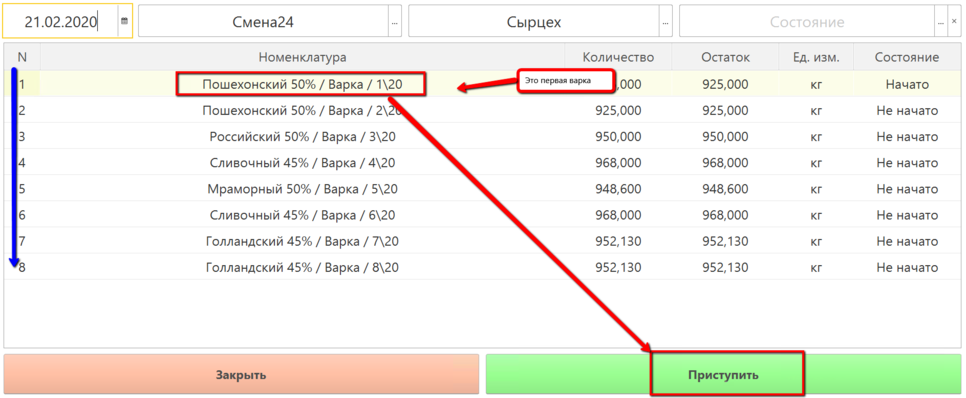 21.02.2020 Смена24 ... Сырцех ... Состояние ... ×
N Номенклатура Количество Остаток Ед. изм. Состояние
1 Пошехонский 50% / Варка / 1\20 Это первая варка ,000 925,000 кг Начато
2 Пошехонский 50% / Варка / 2\20 925,000 925,000 кг Не начато
3 Российский 50% / Варка / 3\20 950,000 950,000 кг Не начато
4 Сливочный 45% / Варка / 4\20 968,000 968,000 кг Не начато
5 Мраморный 50% / Варка / 5\20 948,600 948,600 кг Не начато
6 Сливочный 45% / Варка / 6\20 968,000 968,000 кг Не начато
7 Голландский 45% / Варка / 7\20 952,130 952,130 кг Не начато
8 Голландский 45% / Варка / 8\20 952,130 952,130 кг Не начато
Закрыть Приступить